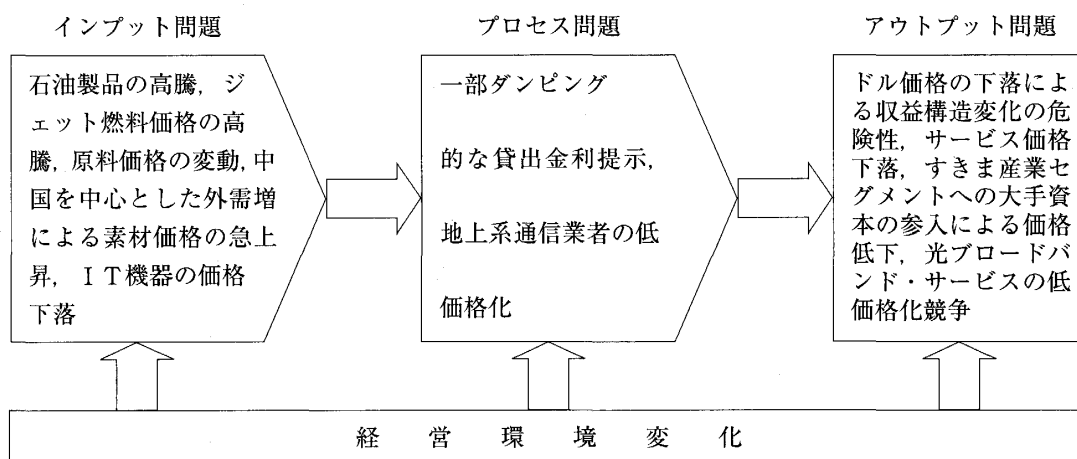 インプット問題
石油製品の高騰，ジ
ェット燃料価格の高
騰，原料価格の変動，中
国を中心とした外需増
による素材価格の急上
昇，ＩＴ機器の価格
下落
プロセス問題
一部ダンピング
的な貸出金利提示，
地上系通信業者の低
価格化
アウトプット問題
ドル価格の下落によ
る収益構造変化の危
険性，サービス価格
下落，すきま産業セ
グメントへの大手資
本の参入による価格
低下，光ブロードバ
ンド・サービスの低
価格化競争
経営環境変化